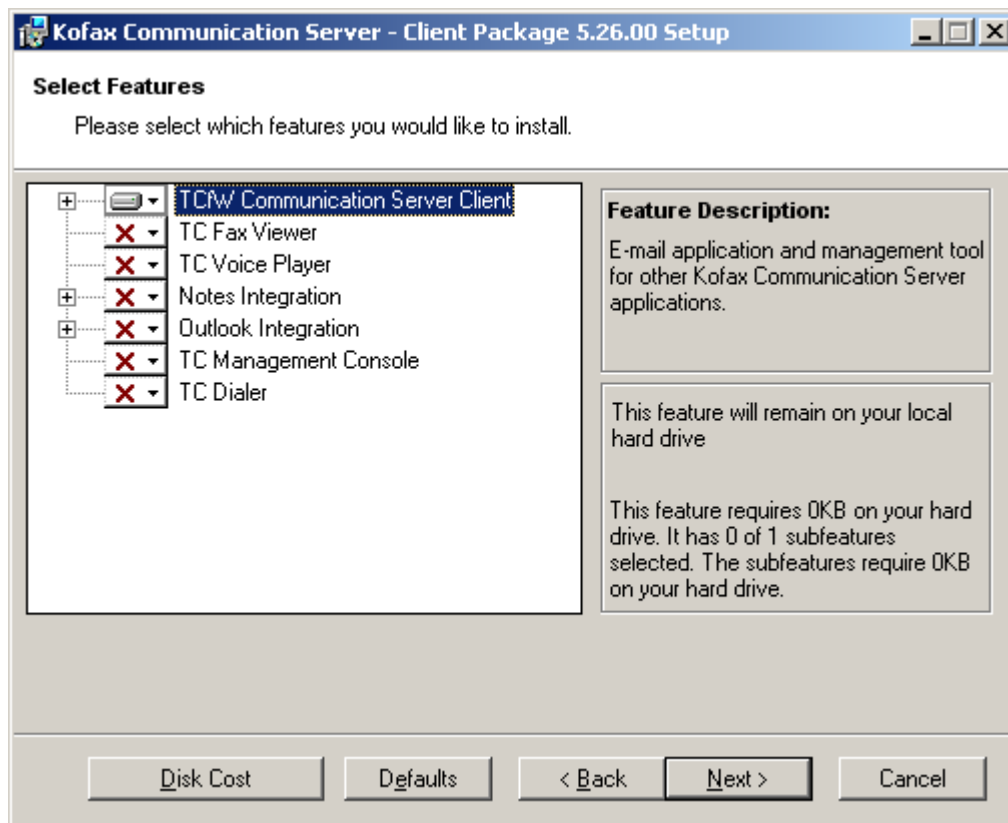 Kofax Communication Server - Client Package 5.26.00 Setup
Select Features
Please select which features you would like to install.
TC/W Communication Server Client
TC Fax Viewer
TC Voice Player
Notes Integration
Outlook Integration
TC Management Console
TC Dialer
Feature Description:
E-mail application and management tool
for other Kofax Communication Server
applications.
This feature will remain on your local
hard drive
This feature requires 0KB on your hard
drive. It has 0 of 1 subfeatures
selected. The subfeatures require 0KB
on your hard drive.
Disk Cost
Defaults
< Back
Next >
Cancel